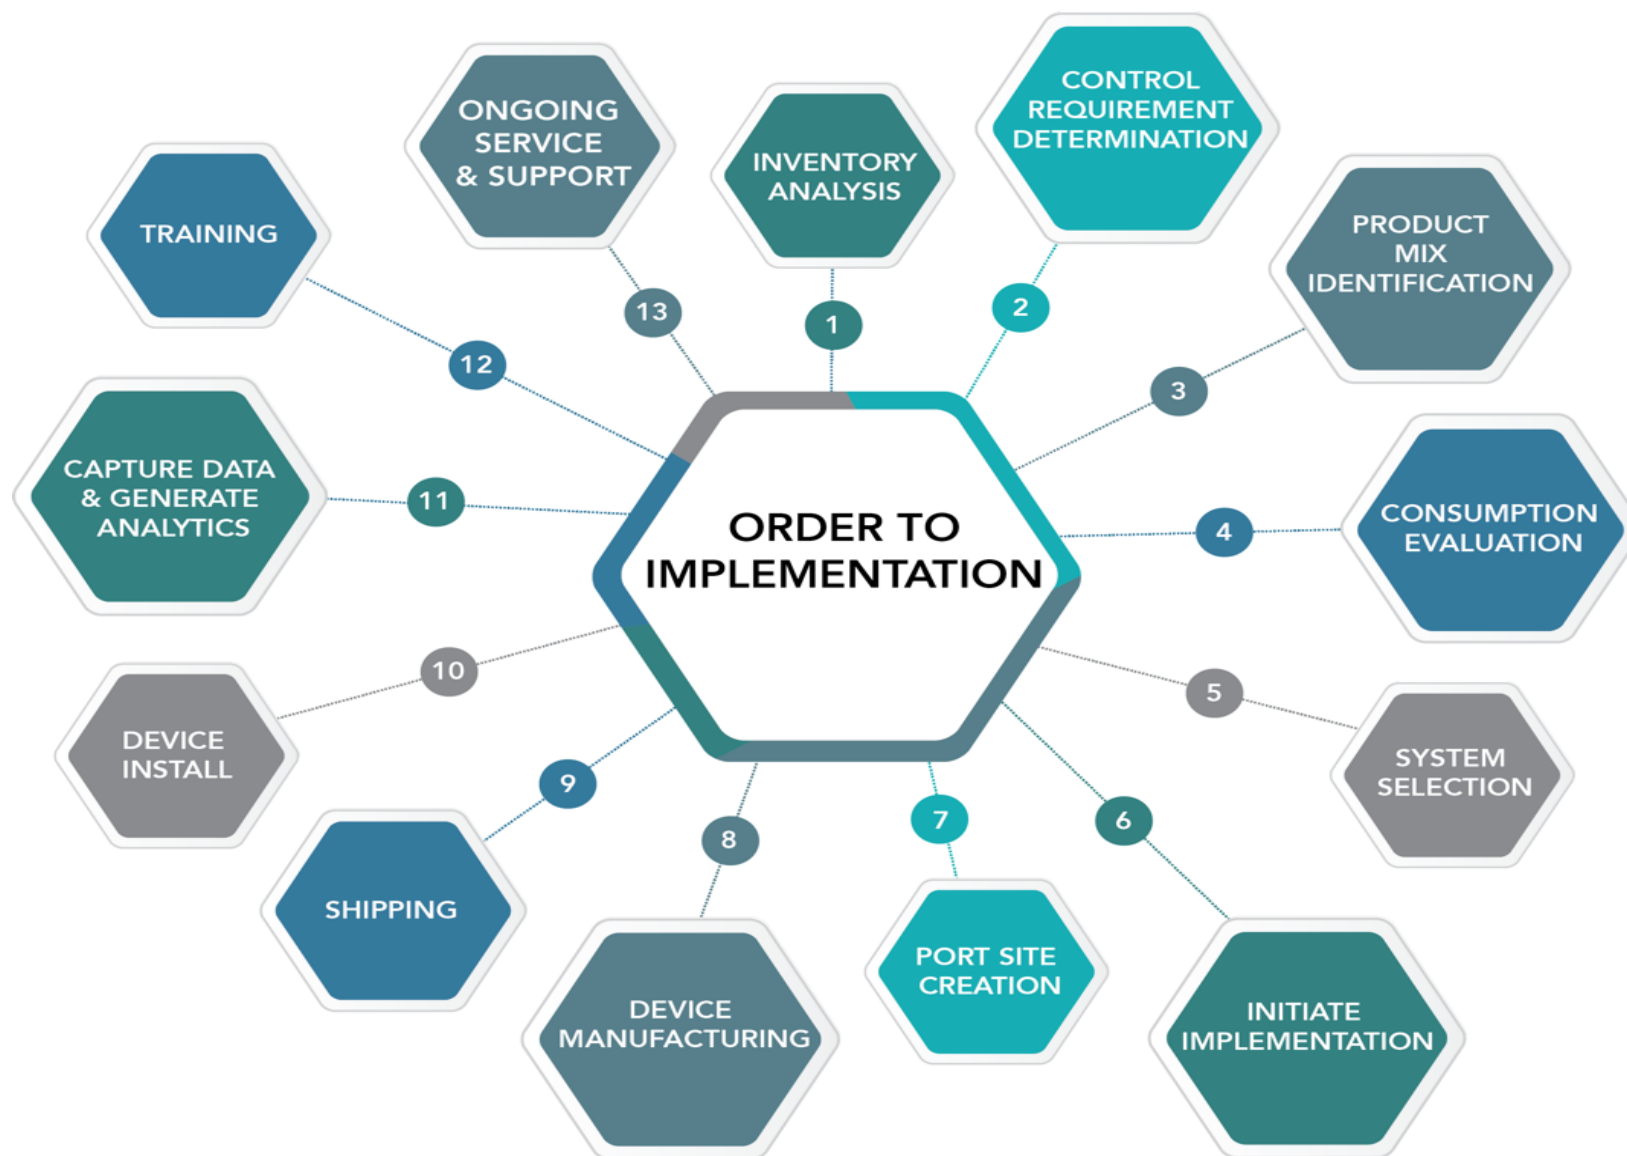 ORDER TO
IMPLEMENTATION
1
INVENTORY
ANALYSIS
2
CONTROL
REQUIREMENT
DETERMINATION
3
PRODUCT
MIX
IDENTIFICATION
4
CONSUMPTION
EVALUATION
5
SYSTEM
SELECTION
6
INITIATE
IMPLEMENTATION
7
PORT SITE
CREATION
8
DEVICE
MANUFACTURING
9
SHIPPING
10
DEVICE
INSTALL
11
CAPTURE DATA
& GENERATE
ANALYTICS
12
TRAINING
13
ONGOING
SERVICE
& SUPPORT